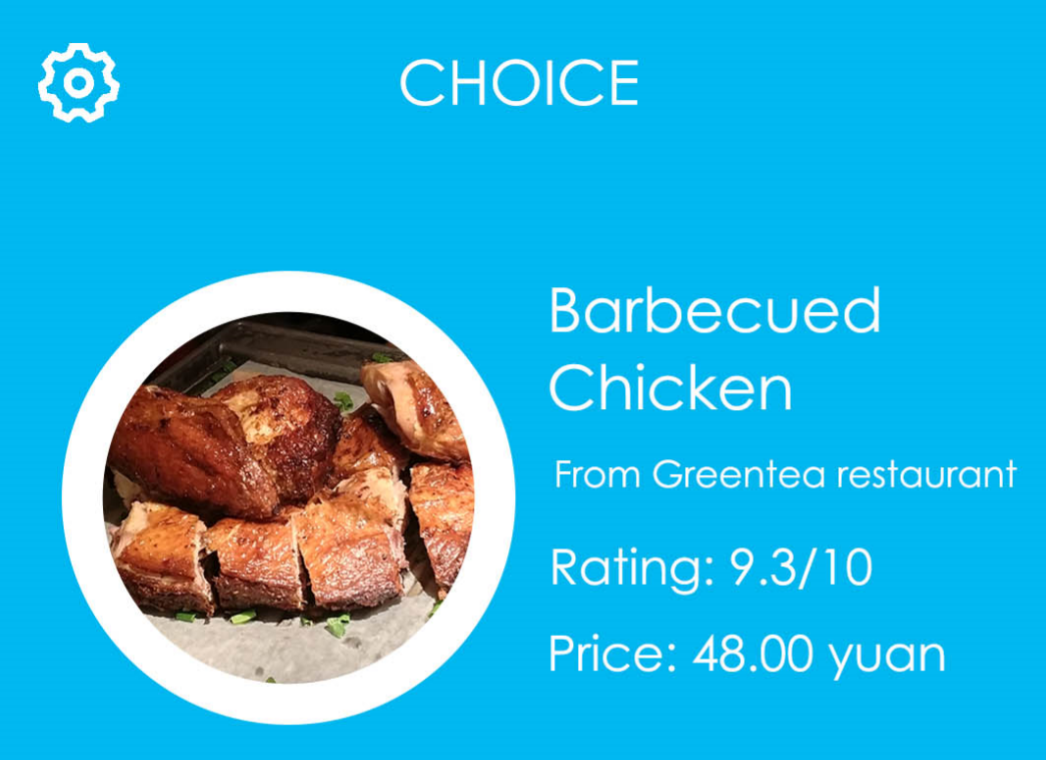 CHOICE
Barbecued
Chicken
From Greentea restaurant
Rating: 9.3/10
Price: 48.00 yuan